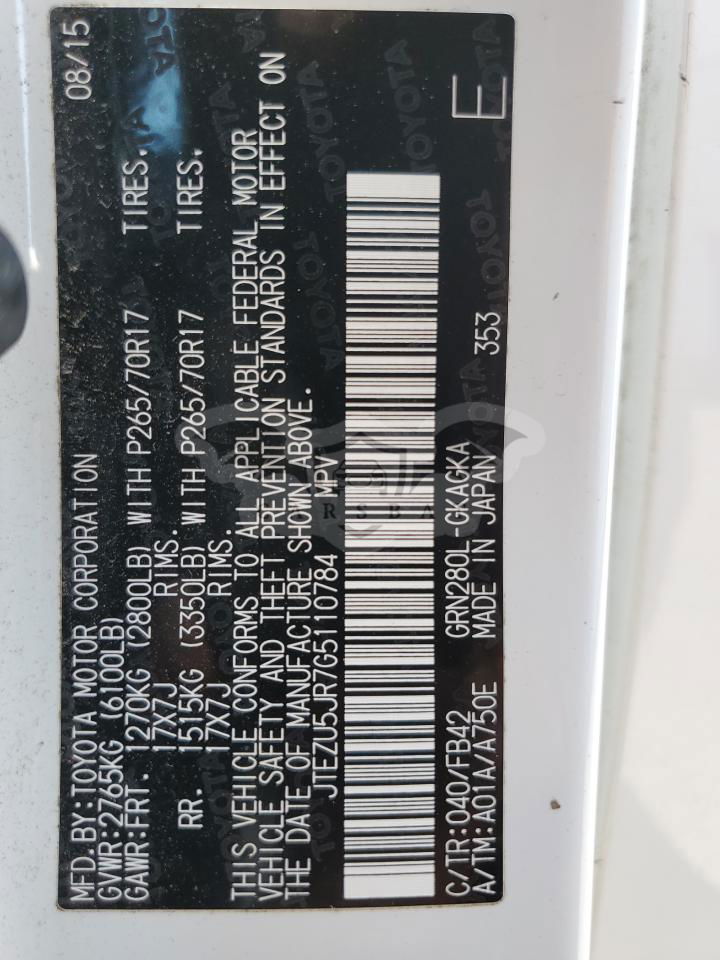 MFD.BY:TOYOTA MOTOR CORPORATION 08/15
GVWR:2765KG (6100LB)
GAWR:FRT. 1270KG (2800LB) WITH P265/70R17 TIRES.
17X7J RIMS.
RR. 1515KG (3350LB) WITH P265/70R17 TIRES.
17X7J RIMS.
THIS VEHICLE CONFORMS TO ALL APPLICABLE FEDERAL MOTOR
VEHICLE SAFETY AND THEFT PREVENTION STANDARDS IN EFFECT ON
THE DATE OF MANUFACTURE SHOWN ABOVE.
JTEZU5JR7G5110784 MPV
RSBA
C/TR:040/FB42 GRN280L-GKAGKA E
A/TM:A01A/A750E MADE IN JAPAN 353